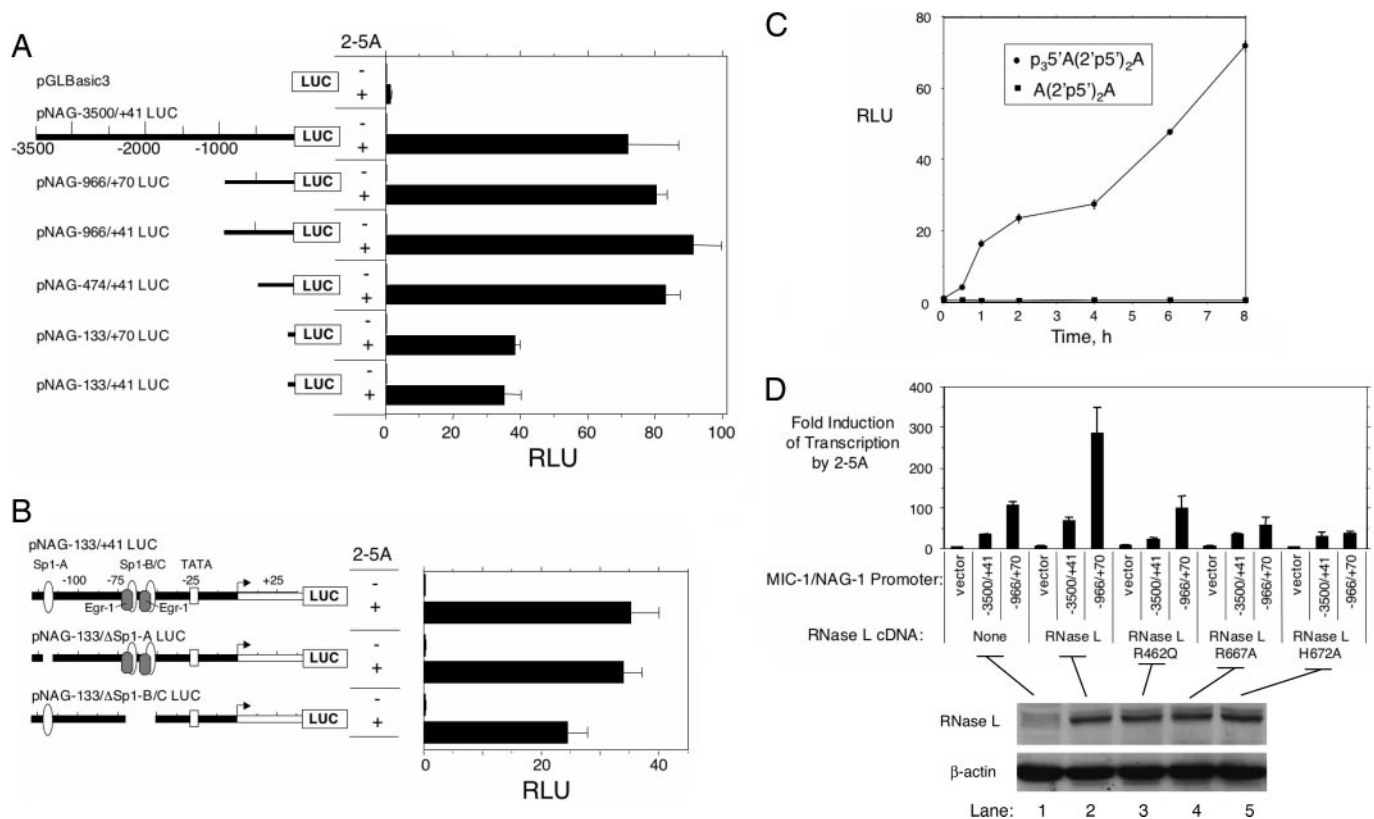 A
2-5A
pGLBasic3
LUC
-
+
pNAG-3500/+41 LUC
LUC
-
+
-3500
-2000
-1000
pNAG-966/+70 LUC
LUC
-
+
pNAG-966/+41 LUC
LUC
-
+
pNAG-474/+41 LUC
LUC
-
+
pNAG-133/+70 LUC
LUC
-
+
pNAG-133/+41 LUC
LUC
-
+
0 20 40 60 80 100
RLU
B
2-5A
pNAG-133/+41 LUC
Sp1-A Sp1-B/C TATA
-100 -75 -25 +25
Egr-1 Egr-1
LUC
-
+
pNAG-133/ΔSp1-A LUC
LUC
-
+
pNAG-133/ΔSp1-B/C LUC
LUC
-
+
0 20 40
RLU
C
80
60
40
20
0
RLU
p₃5'A(2'p5')₂A
A(2'p5')₂A
0 1 2 4 6 8
Time, h
D
Fold Induction
of Transcription
by 2-5A
400
300
200
100
0
MIC-1/NAG-1 Promoter:
vector -3500/+41 -966/+70 vector -3500/+41 -966/+70 vector -3500/+41 -966/+70 vector -3500/+41 -966/+70 vector -3500/+41 -966/+70
RNase L cDNA:
None RNase L RNase L RNase L RNase L
R462Q R667A H672A
RNase L
β-actin
Lane: 1 2 3 4 5